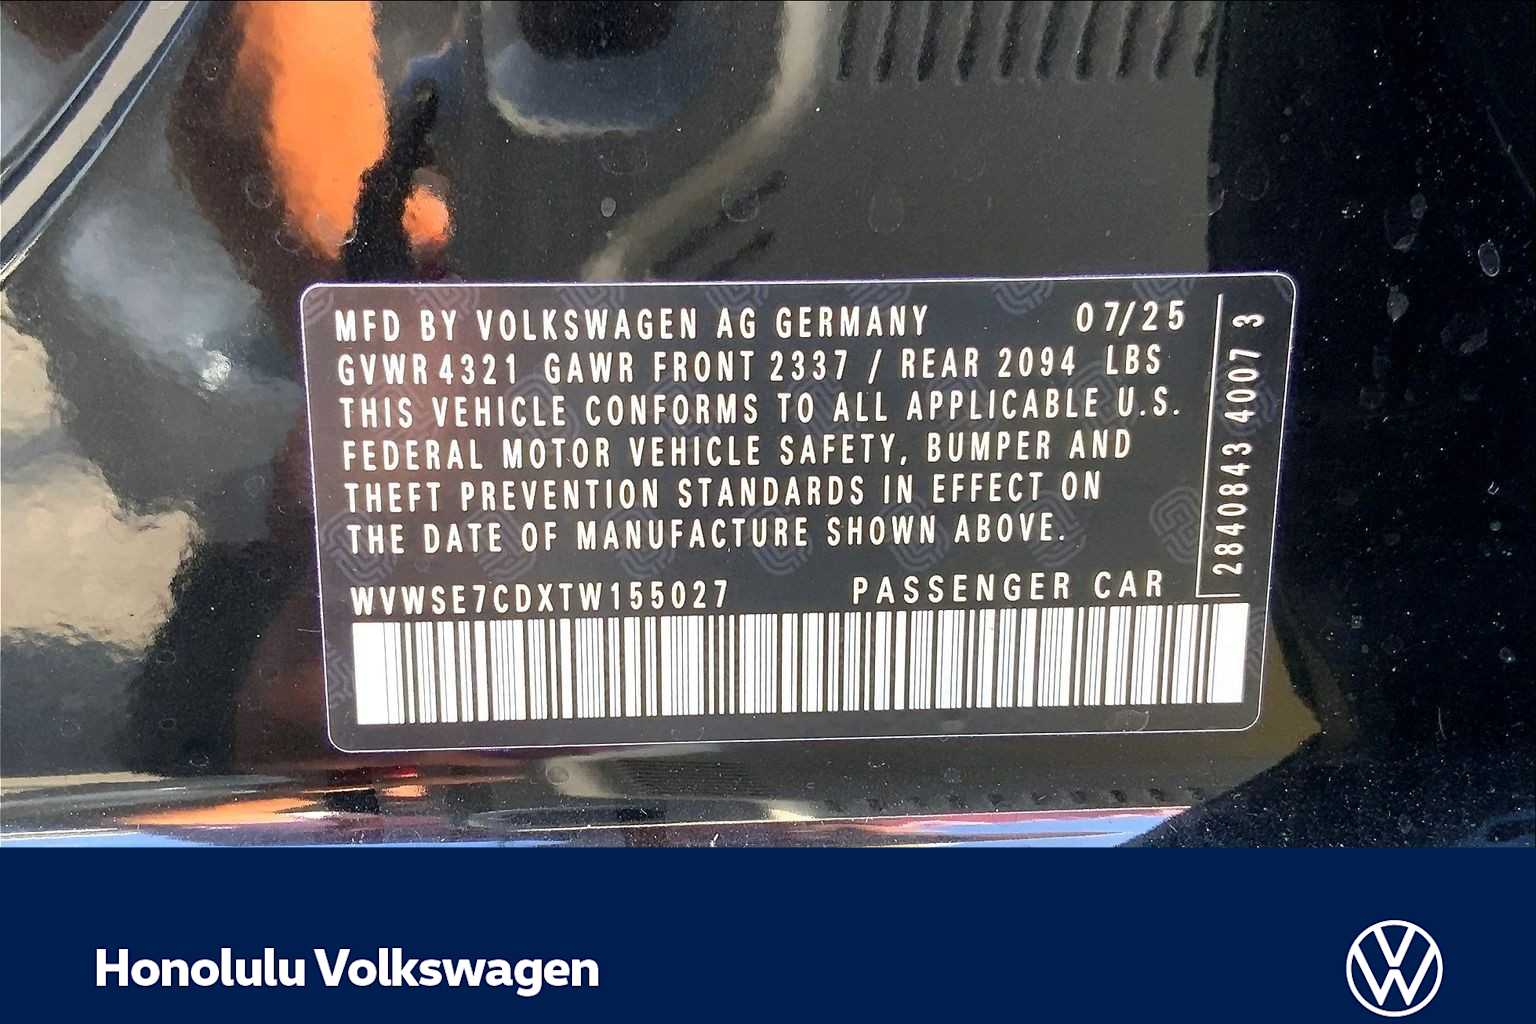 MFD BY VOLKSWAGEN AG GERMANY 07/25
GVWR 4321 GAWR FRONT 2337 / REAR 2094 LBS
THIS VEHICLE CONFORMS TO ALL APPLICABLE U.S.
FEDERAL MOTOR VEHICLE SAFETY, BUMPER AND
THEFT PREVENTION STANDARDS IN EFFECT ON
THE DATE OF MANUFACTURE SHOWN ABOVE.
WVWSE7CDXTW155027 PASSENGER CAR
2840843 4007 3
Honolulu Volkswagen